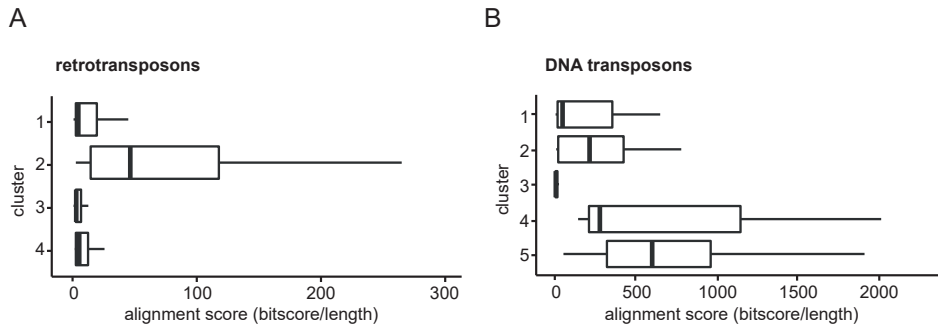 A
retrotransposons
cluster
1
2
3
4
0 100 200 300
alignment score (bitscore/length)
B
DNA transposons
cluster
1
2
3
4
5
0 500 1000 1500 2000
alignment score (bitscore/length)